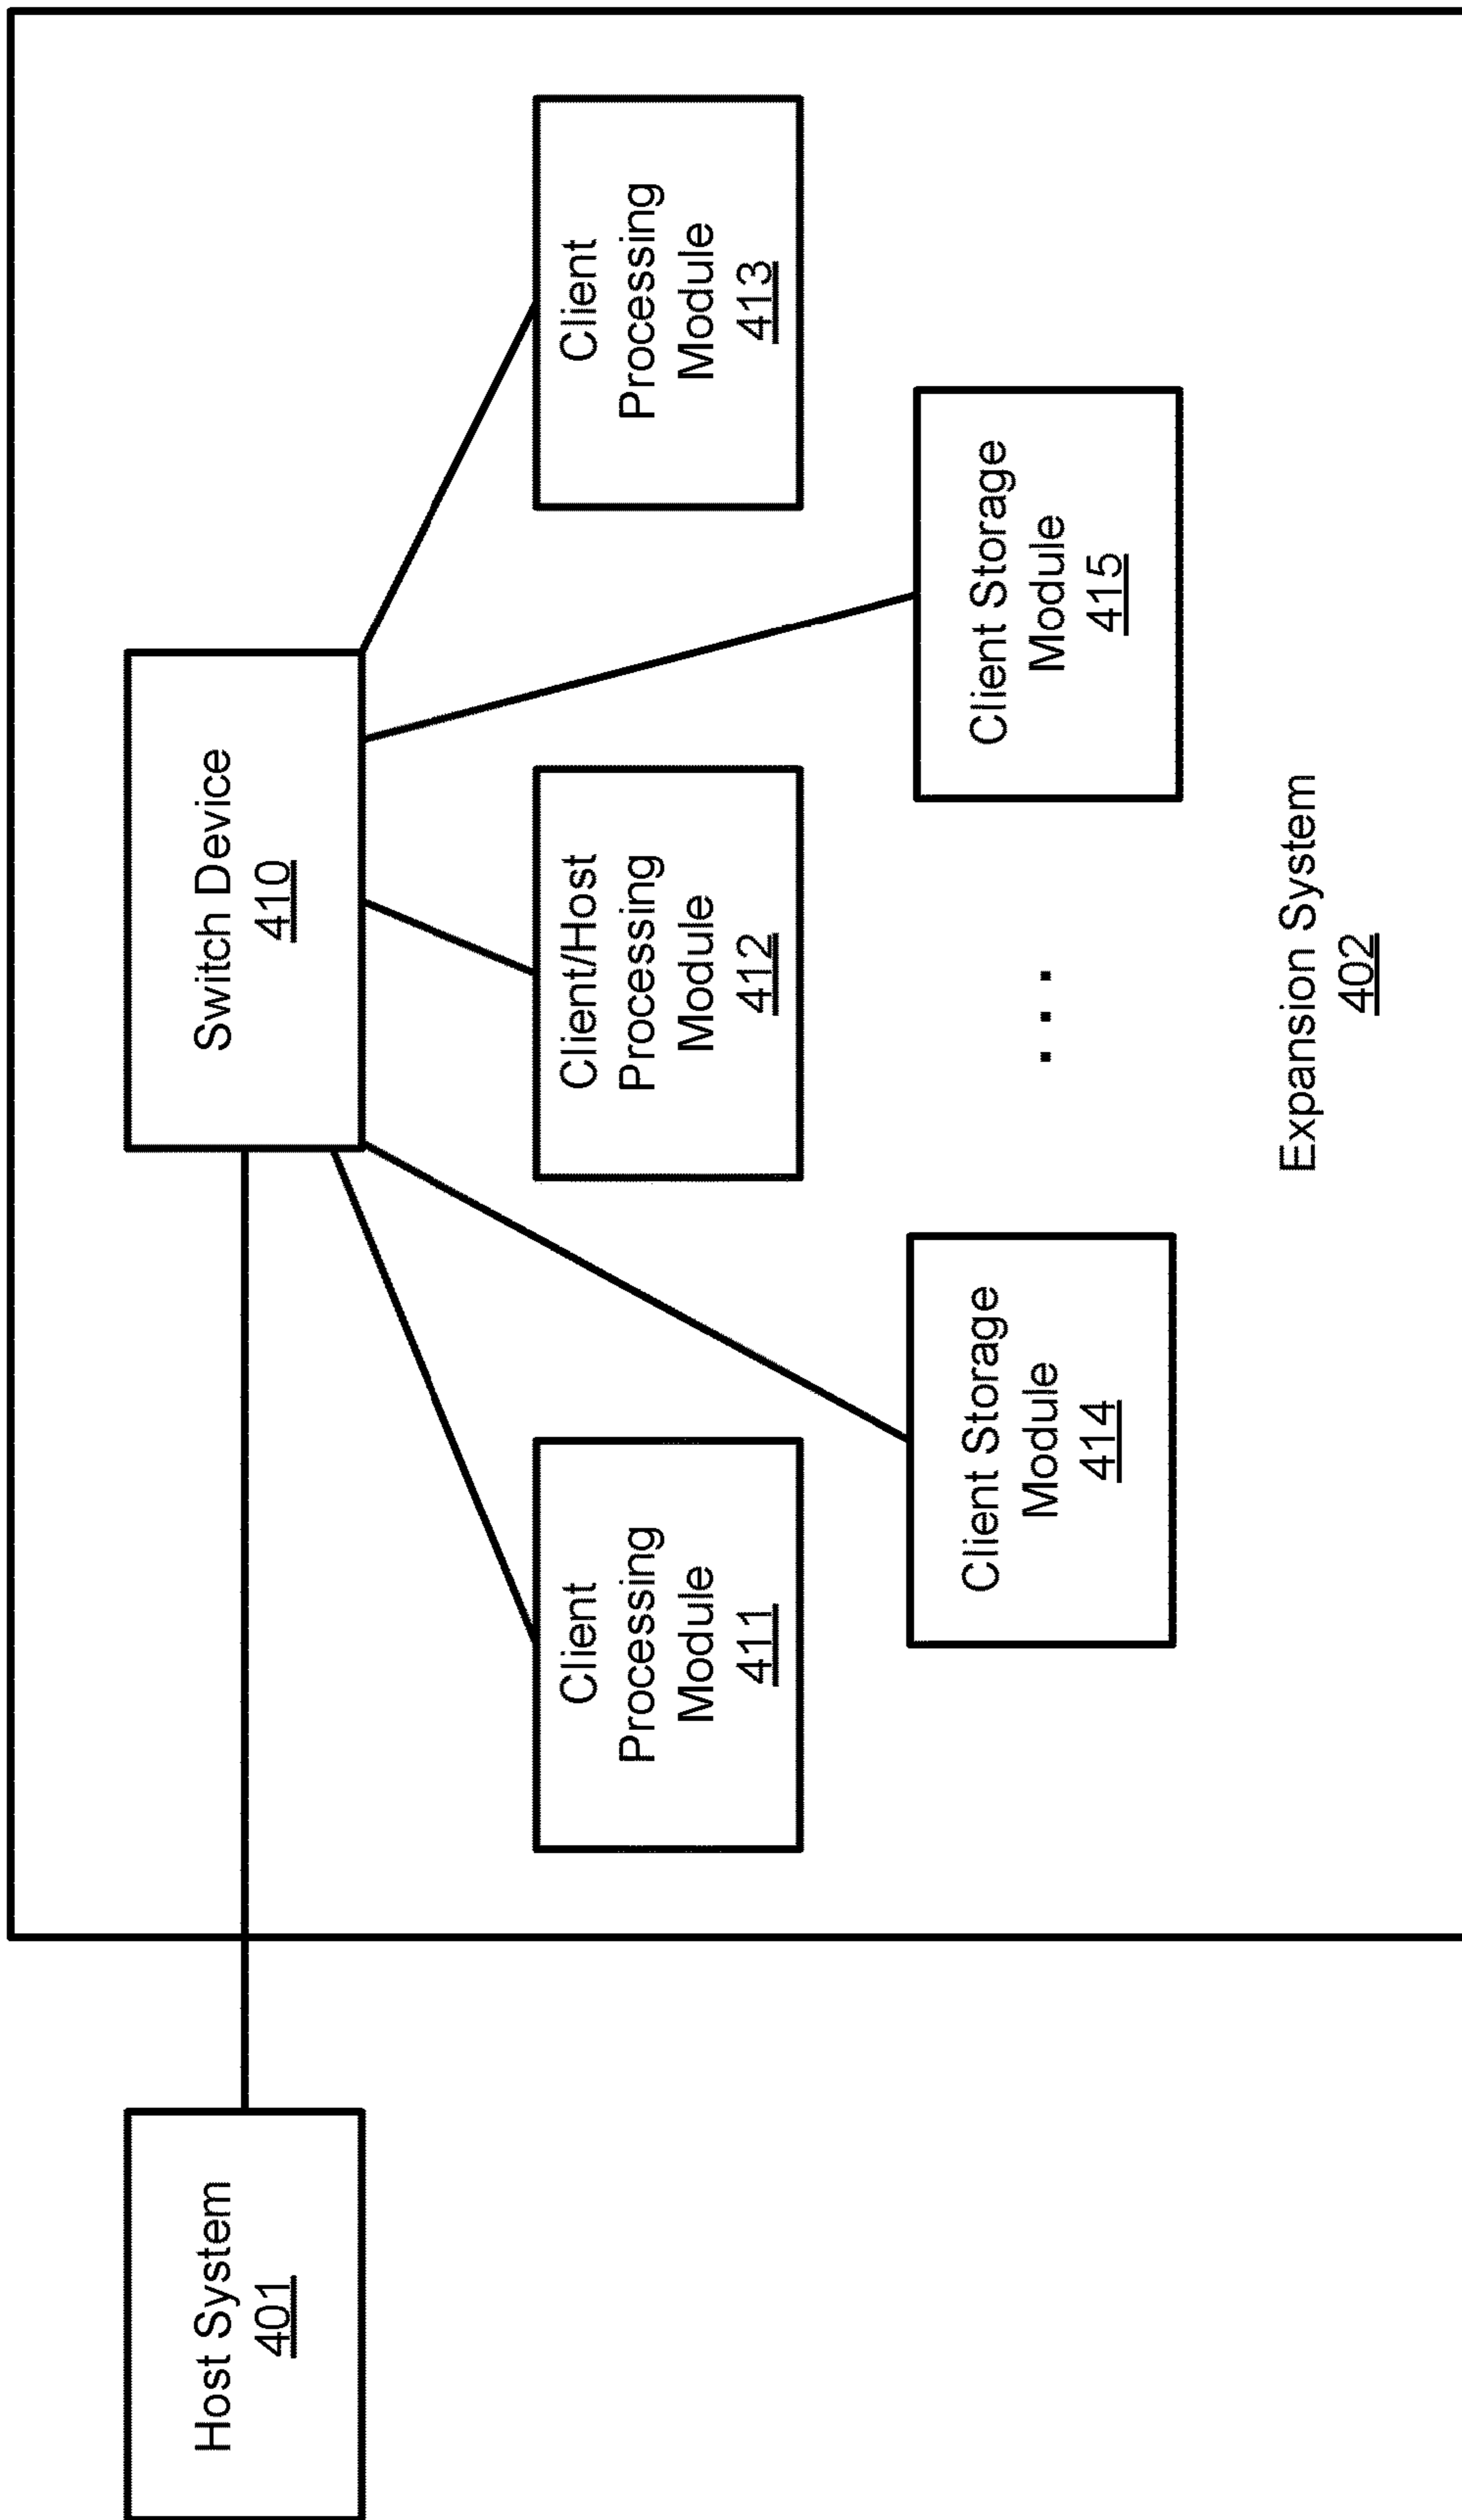 Host System
401
Switch Device
410
Client
Processing
Module
411
Client/Host
Processing
Module
412
Client
Processing
Module
413
Client Storage
Module
414
. . .
Client Storage
Module
415
Expansion System
402